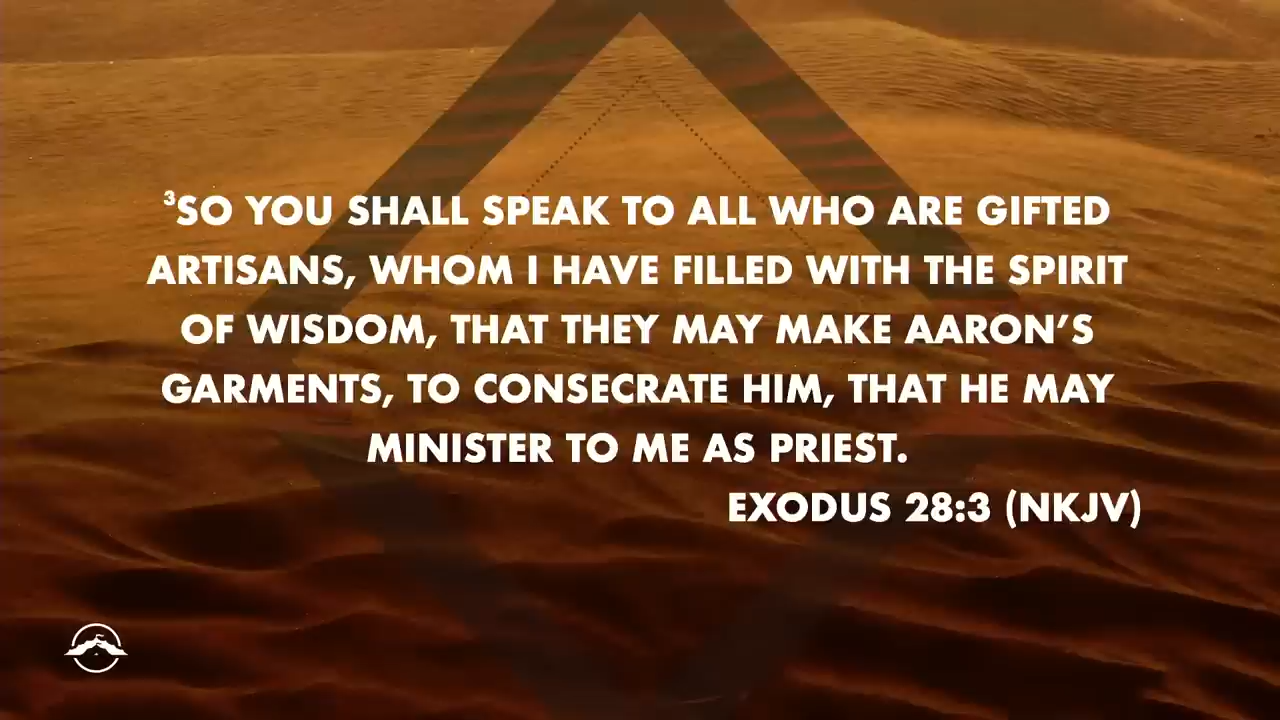 ³SO YOU SHALL SPEAK TO ALL WHO ARE GIFTED
ARTISANS, WHOM I HAVE FILLED WITH THE SPIRIT
OF WISDOM, THAT THEY MAY MAKE AARON’S
GARMENTS, TO CONSECRATE HIM, THAT HE MAY
MINISTER TO ME AS PRIEST.
EXODUS 28:3 (NKJV)